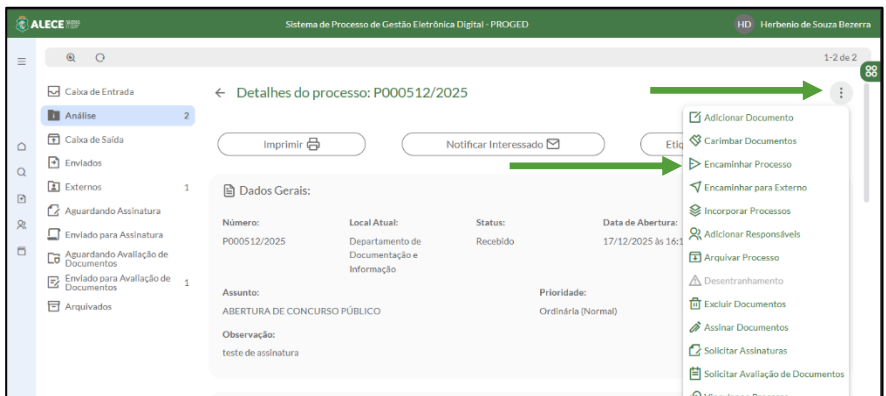 ALECE
Sistema de Processo de Gestão Eletrônica Digital - PROGED
HD Herbenio de Souza Bezerra
1-2 de 2
Caixa de Entrada
Análise 2
Caixa de Saída
Enviados
Externos 1
Aguardando Assinatura
Enviado para Assinatura
Aguardando Avaliação de
Documentos
Enviado para Avaliação de 1
Documentos
Arquivados
Detalhes do processo: P000512/2025
Imprimir
Notificar Interessado
Etiq
Dados Gerais:
Número: Local Atual: Status: Data de Abertura:
P000512/2025 Departamento de Recebido 17/12/2025 às 16:1
Documentação e
Informação
Assunto: Prioridade:
ABERTURA DE CONCURSO PÚBLICO Ordinária (Normal)
Observação:
teste de assinatura
Adicionar Documento
Carimbar Documentos
Encaminhar Processo
Encaminhar para Externo
Incorporar Processos
Adicionar Responsáveis
Arquivar Processo
Desentranhamento
Excluir Documentos
Assinar Documentos
Solicitar Assinaturas
Solicitar Avaliação de Documentos